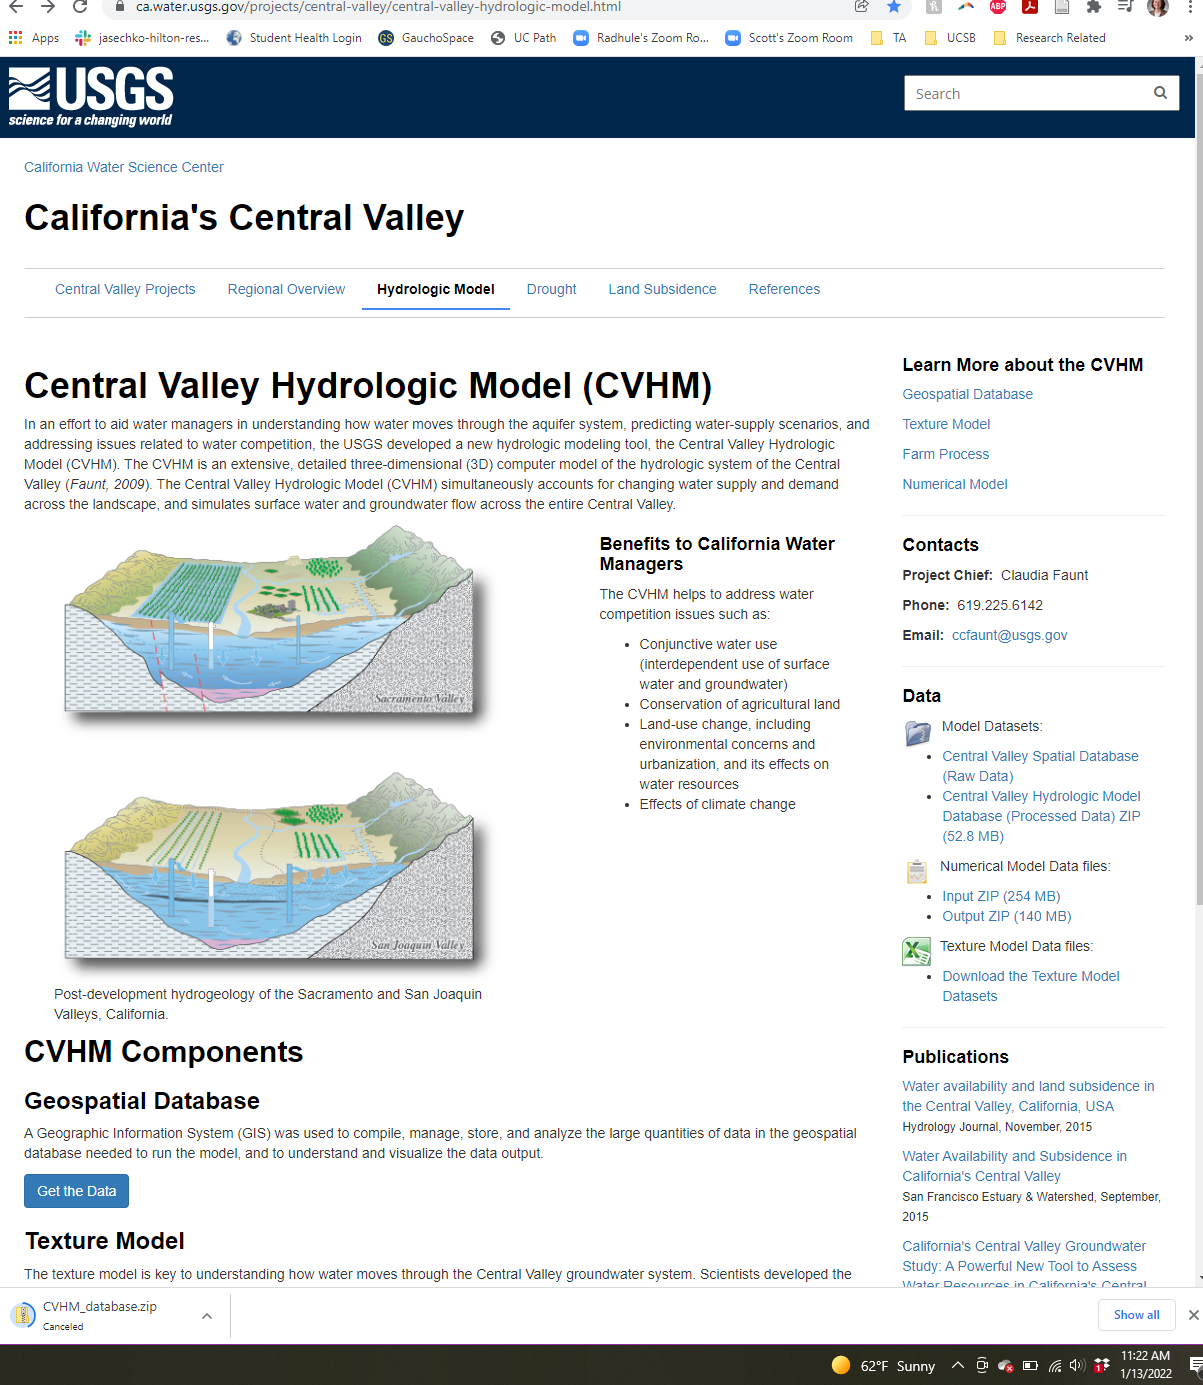 ca.water.usgs.gov/projects/central-valley/central-valley-hydrologic-model.html
Apps
jasechko-hilton-res...
Student Health Login
GS
GauchoSpace
UC Path
Radhule's Zoom Ro...
Scott's Zoom Room
TA
UCSB
Research Related
»
ABP
USGS
science for a changing world
Search
California Water Science Center
California's Central Valley
Central Valley Projects
Regional Overview
Hydrologic Model
Drought
Land Subsidence
References
Central Valley Hydrologic Model (CVHM)
In an effort to aid water managers in understanding how water moves through the aquifer system, predicting water-supply scenarios, and
addressing issues related to water competition, the USGS developed a new hydrologic modeling tool, the Central Valley Hydrologic
Model (CVHM). The CVHM is an extensive, detailed three-dimensional (3D) computer model of the hydrologic system of the Central
Valley (Faunt, 2009). The Central Valley Hydrologic Model (CVHM) simultaneously accounts for changing water supply and demand
across the landscape, and simulates surface water and groundwater flow across the entire Central Valley.
Sacramento Valley
San Joaquin Valley
Post-development hydrogeology of the Sacramento and San Joaquin
Valleys, California.
Benefits to California Water
Managers
The CVHM helps to address water
competition issues such as:
• Conjunctive water use
(interdependent use of surface
water and groundwater)
• Conservation of agricultural land
• Land-use change, including
environmental concerns and
urbanization, and its effects on
water resources
• Effects of climate change
CVHM Components
Geospatial Database
A Geographic Information System (GIS) was used to compile, manage, store, and analyze the large quantities of data in the geospatial
database needed to run the model, and to understand and visualize the data output.
Get the Data
Texture Model
The texture model is key to understanding how water moves through the Central Valley groundwater system. Scientists developed the
Learn More about the CVHM
Geospatial Database
Texture Model
Farm Process
Numerical Model
Contacts
Project Chief: Claudia Faunt
Phone: 619.225.6142
Email: ccfaunt@usgs.gov
Data
Model Datasets:
• Central Valley Spatial Database
(Raw Data)
• Central Valley Hydrologic Model
Database (Processed Data) ZIP
(52.8 MB)
Numerical Model Data files:
• Input ZIP (254 MB)
• Output ZIP (140 MB)
Texture Model Data files:
• Download the Texture Model
Datasets
Publications
Water availability and land subsidence in
the Central Valley, California, USA
Hydrology Journal, November, 2015
Water Availability and Subsidence in
California's Central Valley
San Francisco Estuary & Watershed, September,
2015
California's Central Valley Groundwater
Study: A Powerful New Tool to Assess
Water Resources in California's Central
CVHM_database.zip
Canceled
Show all
62°F Sunny
1
11:22 AM
1/13/2022